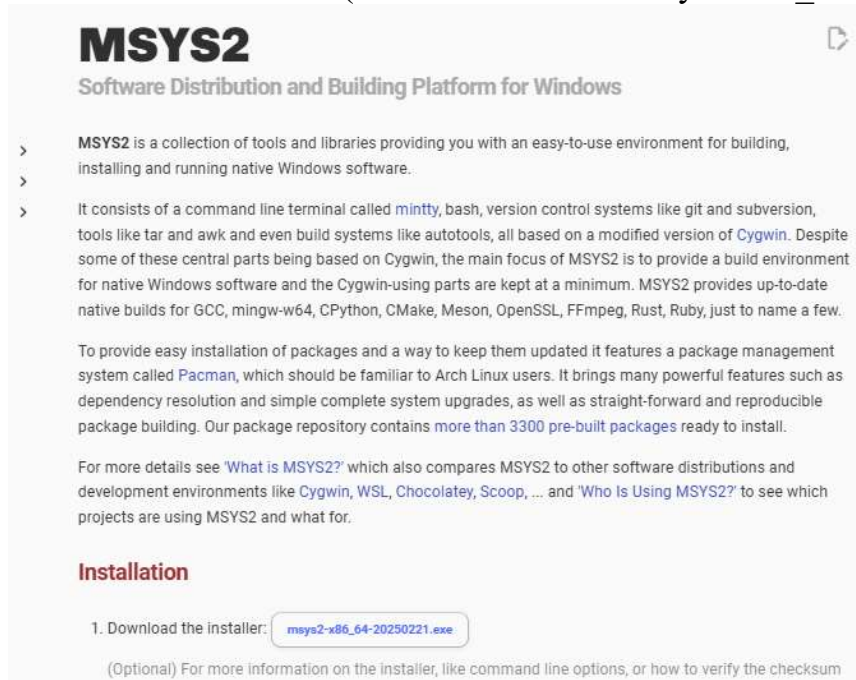 MSYS2
Software Distribution and Building Platform for Windows
MSYS2 is a collection of tools and libraries providing you with an easy-to-use environment for building,
installing and running native Windows software.
It consists of a command line terminal called mintty, bash, version control systems like git and subversion,
tools like tar and awk and even build systems like autotools, all based on a modified version of Cygwin. Despite
some of these central parts being based on Cygwin, the main focus of MSYS2 is to provide a build environment
for native Windows software and the Cygwin-using parts are kept at a minimum. MSYS2 provides up-to-date
native builds for GCC, mingw-w64, CPython, CMake, Meson, OpenSSL, FFmpeg, Rust, Ruby, just to name a few.
To provide easy installation of packages and a way to keep them updated it features a package management
system called Pacman, which should be familiar to Arch Linux users. It brings many powerful features such as
dependency resolution and simple complete system upgrades, as well as straight-forward and reproducible
package building. Our package repository contains more than 3300 pre-built packages ready to install.
For more details see 'What is MSYS2?' which also compares MSYS2 to other software distributions and
development environments like Cygwin, WSL, Chocolatey, Scoop, ... and 'Who Is Using MSYS2?' to see which
projects are using MSYS2 and what for.
Installation
1. Download the installer: msys2-x86_64-20250221.exe
(Optional) For more information on the installer, like command line options, or how to verify the checksum